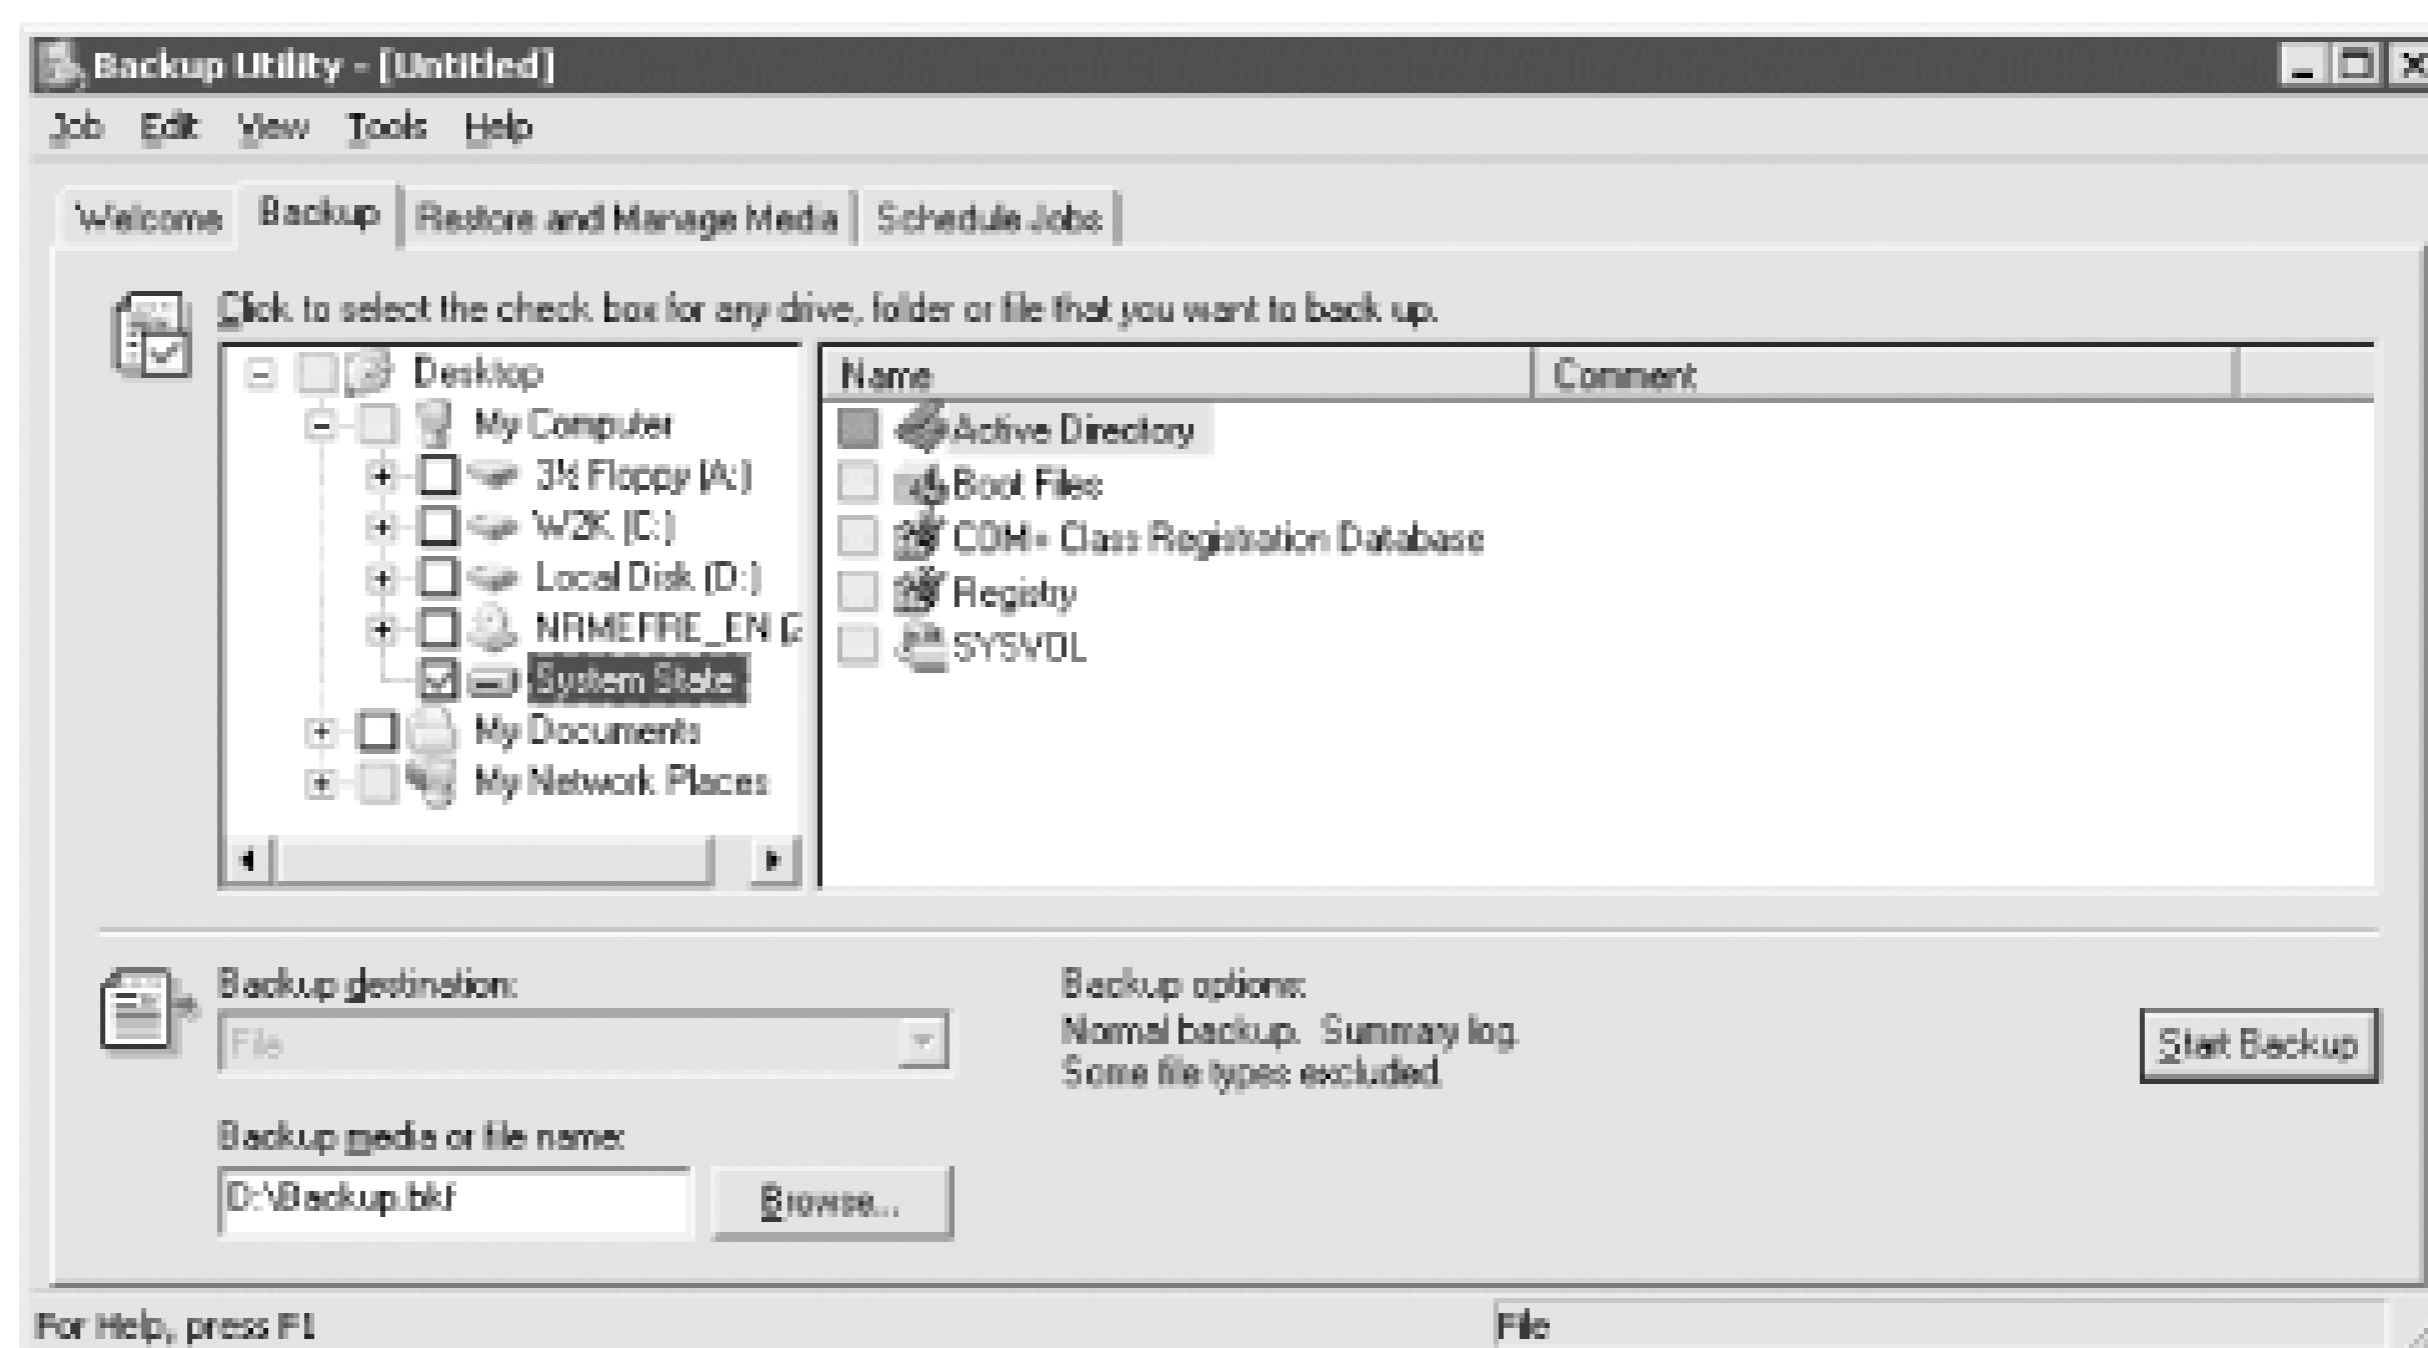 Backup Utility - [Untitled]
Job Edit View Tools Help
Welcome Backup Restore and Manage Media Schedule Jobs
Click to select the check box for any drive, folder or file that you want to back up.
Desktop
My Computer
3½ Floppy (A:)
W2K (C:)
Local Disk (D:)
NRMEFRE_EN (Z
System State
My Documents
My Network Places
Name Comment
Active Directory
Boot Files
COM+ Class Registration Database
Registry
SYSVOL
Backup destination:
File
Backup media or file name:
D:\Backup.bkf
Browse...
Backup options:
Normal backup. Summary log.
Some file types excluded.
Start Backup
For Help, press F1
File